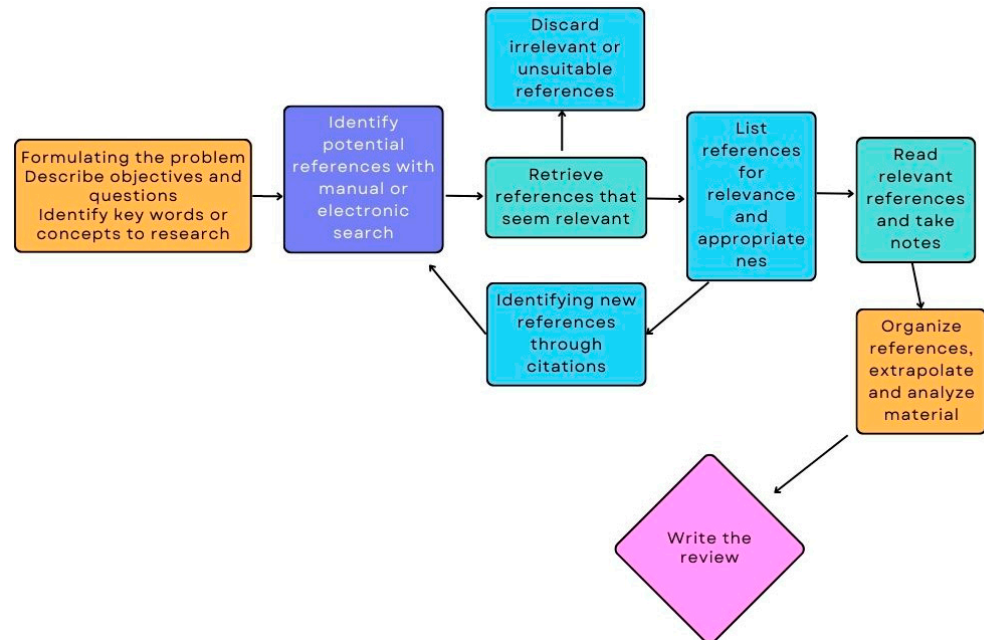 Formulating the problem
Describe objectives and
questions
Identify key words or
concepts to research
Identify
potential
references with
manual or
electronic
search
Discard
irrelevant or
unsuitable
references
Retrieve
references that
seem relevant
Identifying new
references
through
citations
List
references
for
relevance
and
appropriate
nes
Read
relevant
references
and take
notes
Organize
references,
extrapolate
and analyze
material
Write the
review